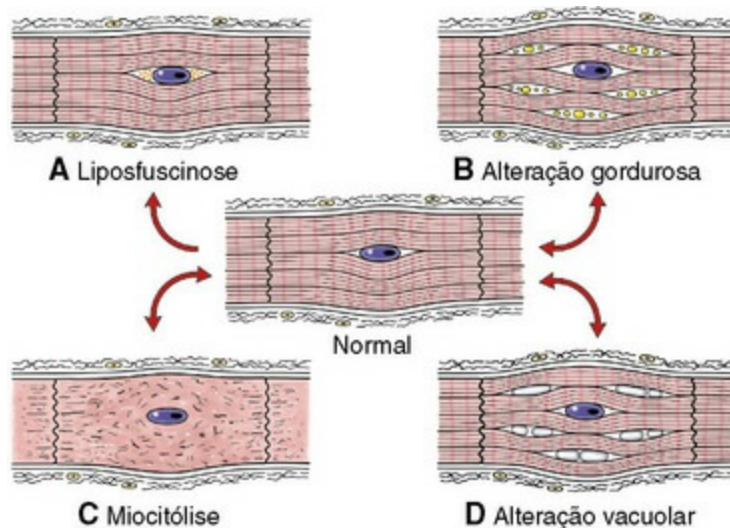 A Liposfuscinose
B Alteração gordurosa
Normal
C Miocitólise
D Alteração vacuolar